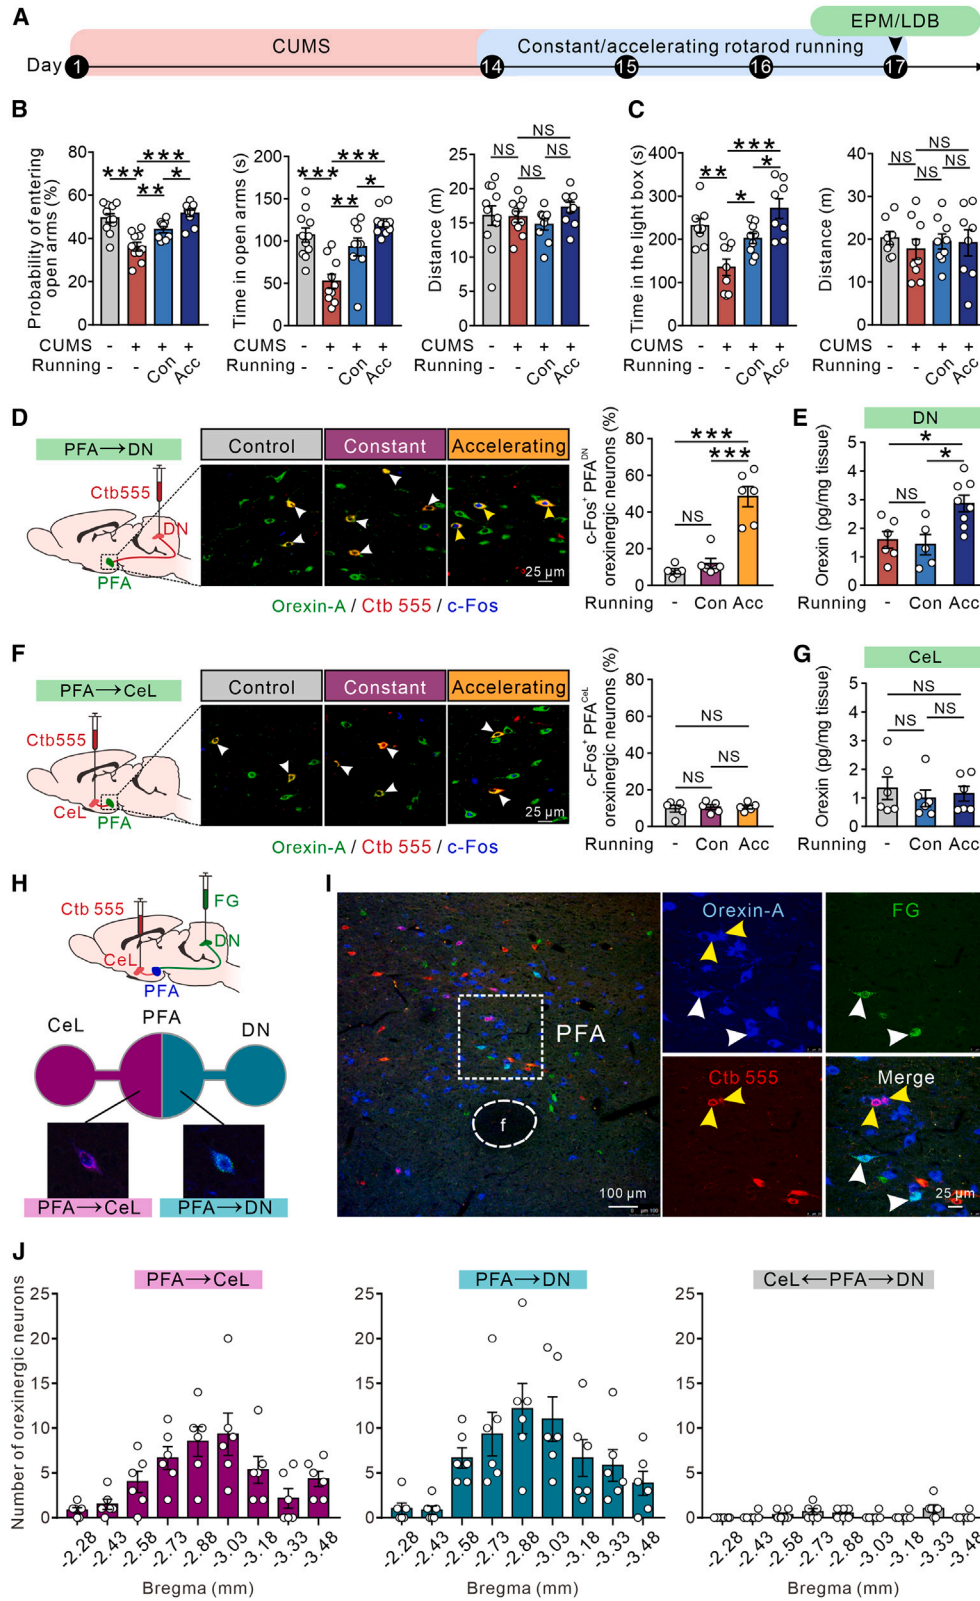 A
EPM/LDB
CUMS
Constant/accelerating rotarod running
Day 1 14 15 16 17
B
Probability of entering
open arms (%)
80
60
40
20
0
*** *** ** *
Time in open arms (s)
200
150
100
50
0
*** *** ** *
Distance (m)
25
20
15
10
5
0
NS
NS NS
NS
CUMS - + + +
Running - - Con Acc
CUMS - + + +
Running - - Con Acc
CUMS - + + +
Running - - Con Acc
C
Time in the light box (s)
400
300
200
100
0
** *** * *
Distance (m)
40
30
20
10
0
NS
NS NS
NS
CUMS - + + +
Running - - Con Acc
CUMS - + + +
Running - - Con Acc
D
PFA→DN
Ctb555
DN
PFA
Control Constant Accelerating
25 µm
Orexin-A / Ctb 555 / c-Fos
c-Fos⁺ PFA^DN
orexinergic neurons (%)
80
60
40
20
0
***
***
NS
Running - Con Acc
E
DN
Orexin (pg/mg tissue)
5
4
3
2
1
0
*
*
NS
Running - Con Acc
F
PFA→CeL
Ctb555
CeL PFA
Control Constant Accelerating
25 µm
Orexin-A / Ctb 555 / c-Fos
c-Fos⁺ PFA^CeL
orexinergic neurons (%)
80
60
40
20
0
NS
NS
NS
Running - Con Acc
G
CeL
Orexin (pg/mg tissue)
5
4
3
2
1
0
NS
NS NS
Running - Con Acc
H
Ctb 555
FG
DN
CeL
PFA
CeL PFA DN
PFA→CeL PFA→DN
I
PFA
f
100 µm
Orexin-A
FG
Ctb 555
Merge
25 µm
J
PFA→CeL
Number of orexinergic neurons
25
20
15
10
5
0
-2.28 -2.43 -2.58 -2.73 -2.88 -3.03 -3.18 -3.33 -3.48
Bregma (mm)
PFA→DN
25
20
15
10
5
0
-2.28 -2.43 -2.58 -2.73 -2.88 -3.03 -3.18 -3.33 -3.48
Bregma (mm)
CeL←PFA→DN
25
20
15
10
5
0
-2.28 -2.43 -2.58 -2.73 -2.88 -3.03 -3.18 -3.33 -3.48
Bregma (mm)